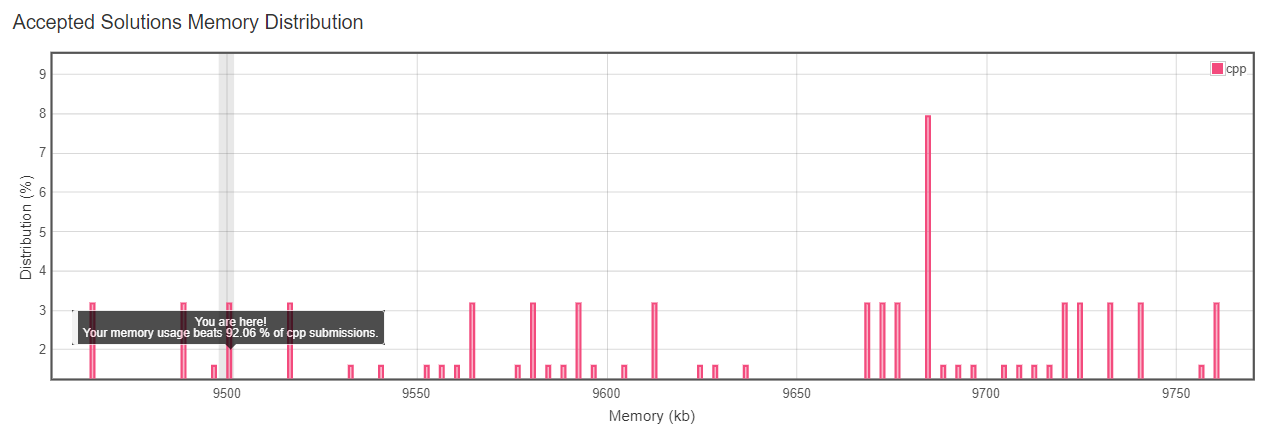 Accepted Solutions Memory Distribution
cpp
9
8
7
6
5
4
3
2
Distribution (%)
You are here!
Your memory usage beats 92.06 % of cpp submissions.
9500
9550
9600
9650
9700
9750
Memory (kb)